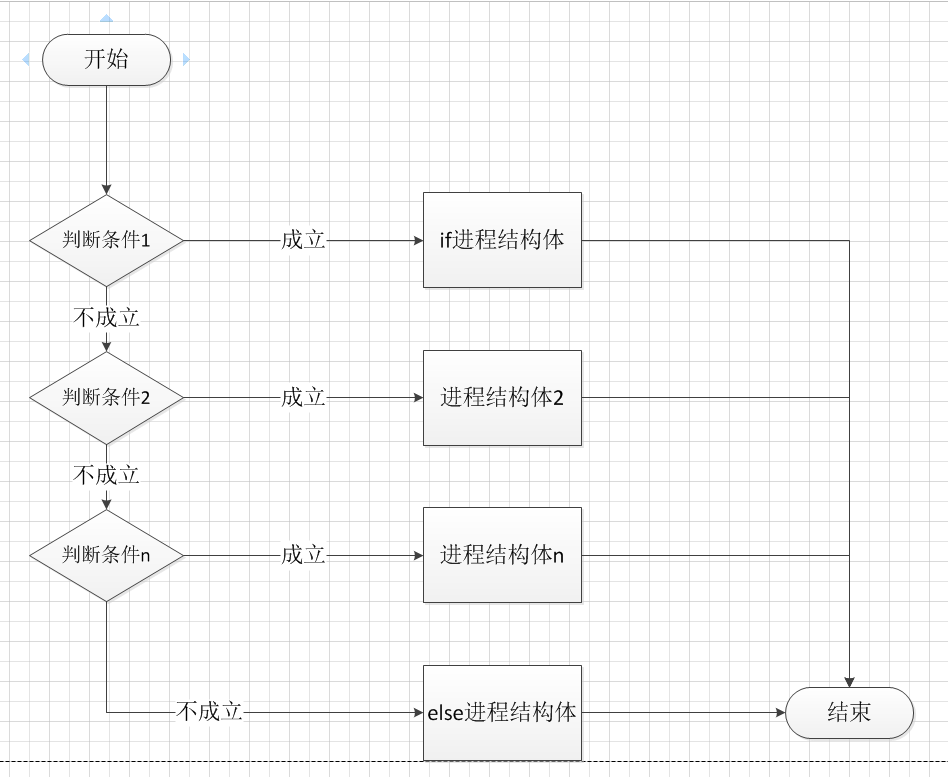 开始
判断条件1
成立
if进程结构体
不成立
判断条件2
成立
进程结构体2
不成立
判断条件n
成立
进程结构体n
不成立
else进程结构体
结束